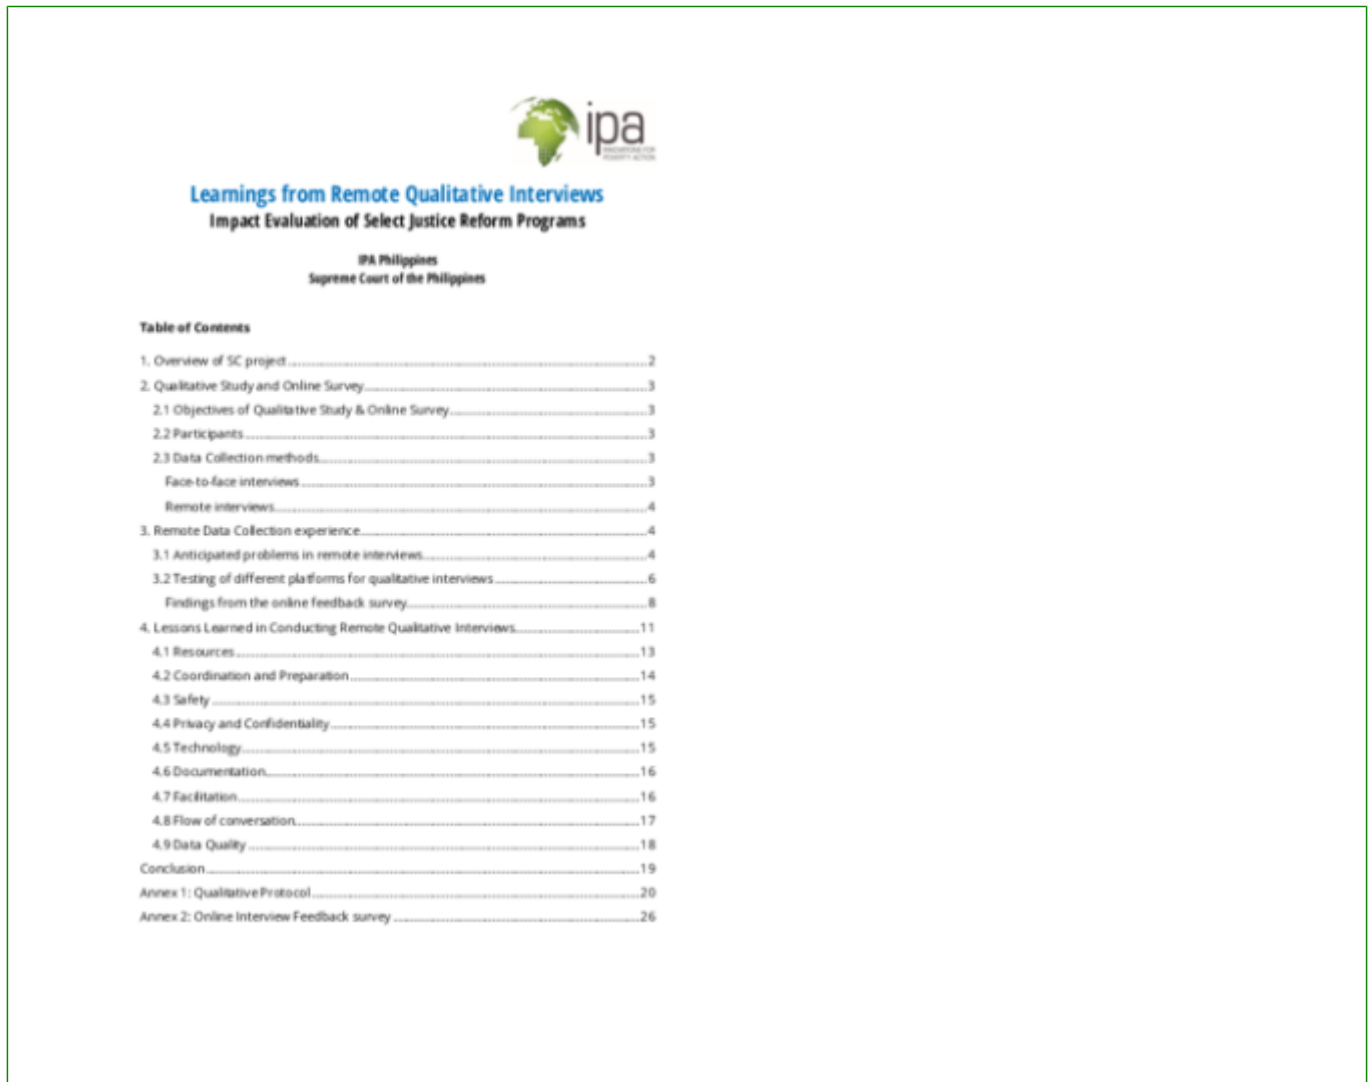 ipa
INNOVATIONS FOR
POVERTY ACTION
Learnings from Remote Qualitative Interviews
Impact Evaluation of Select Justice Reform Programs
IPA Philippines
Supreme Court of the Philippines
Table of Contents
1. Overview of SC project 2
2. Qualitative Study and Online Survey 3
2.1 Objectives of Qualitative Study & Online Survey 3
2.2 Participants 3
2.3 Data Collection methods 3
Face-to-face interviews 3
Remote interviews 4
3. Remote Data Collection experience 4
3.1 Anticipated problems in remote interviews 4
3.2 Testing of different platforms for qualitative interviews 6
Findings from the online feedback survey 8
4. Lessons Learned in Conducting Remote Qualitative Interviews 11
4.1 Resources 13
4.2 Coordination and Preparation 14
4.3 Safety 15
4.4 Privacy and Confidentiality 15
4.5 Technology 15
4.6 Documentation 16
4.7 Facilitation 16
4.8 Flow of conversation 17
4.9 Data Quality 18
Conclusion 19
Annex 1: Qualitative Protocol 20
Annex 2: Online Interview Feedback survey 26